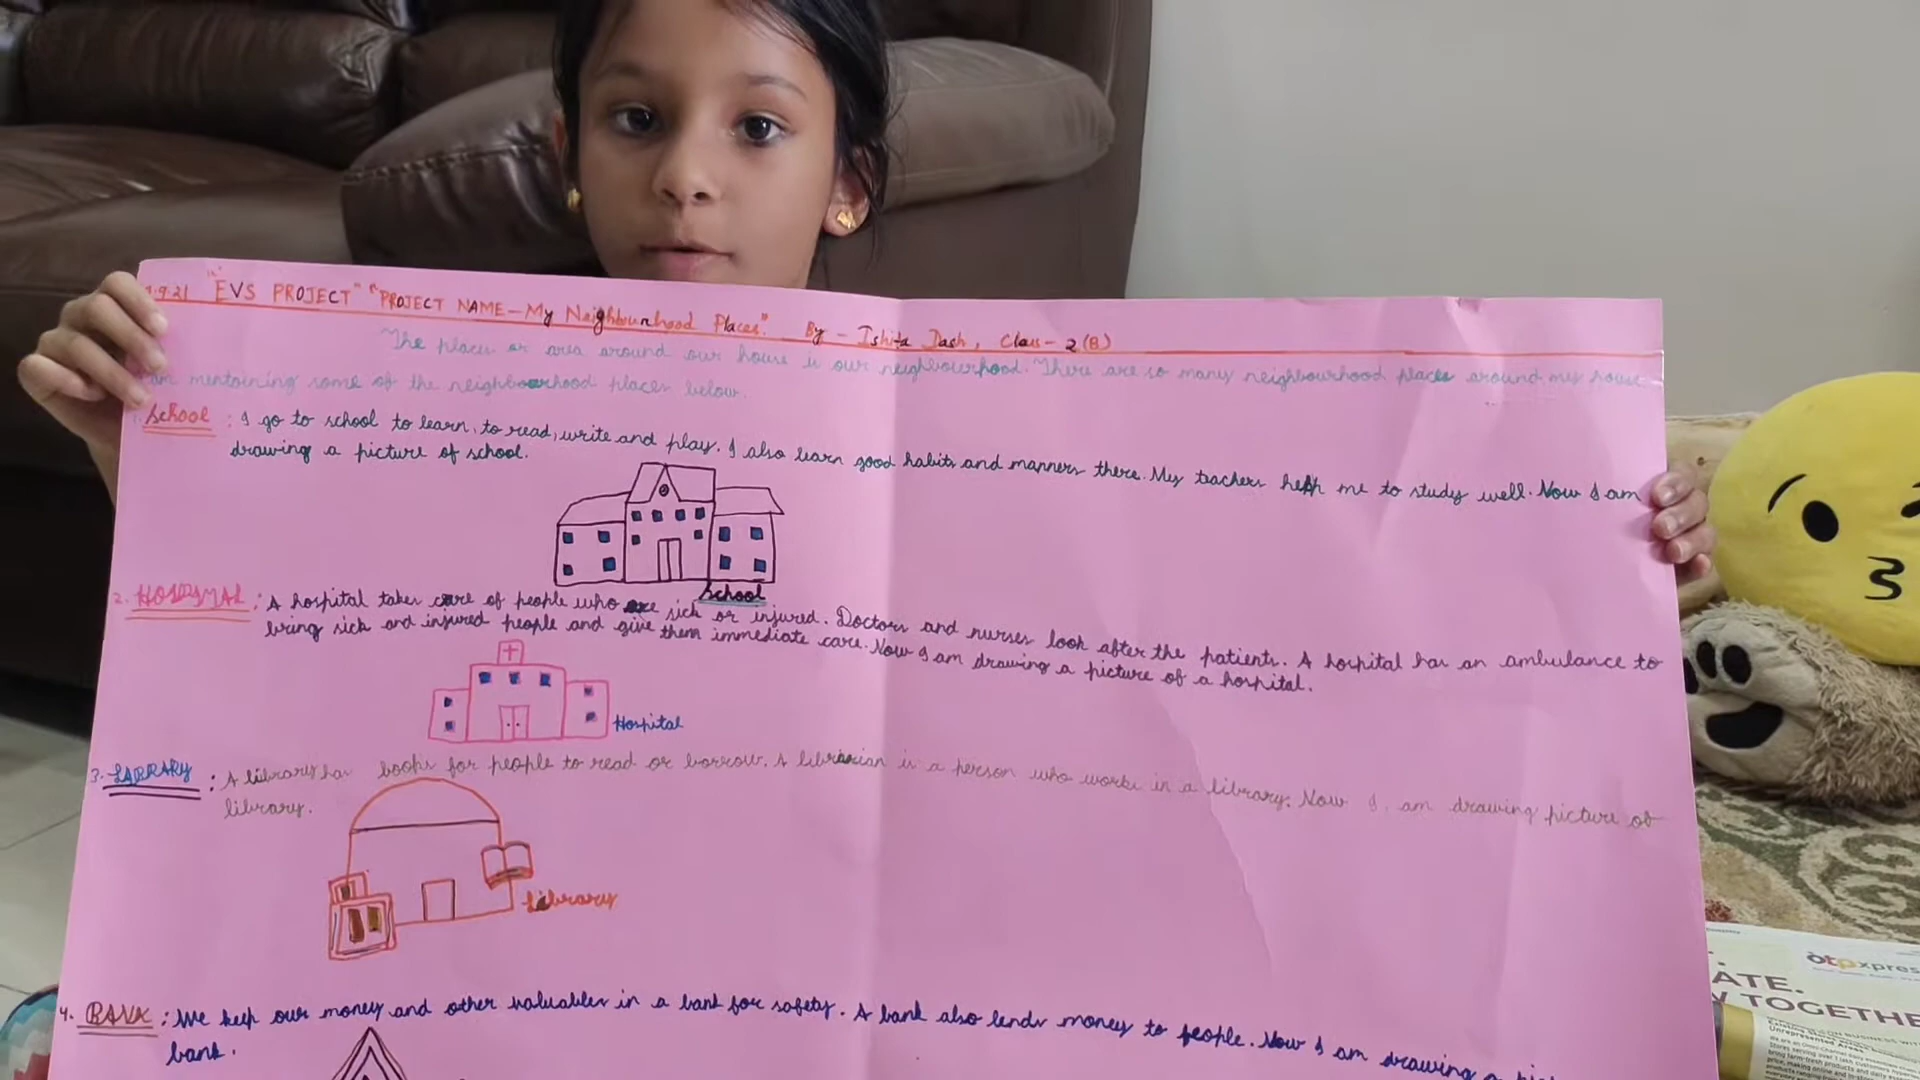 .9.21 "EVS PROJECT" "PROJECT NAME-My Neighbourhood Places". By - Ishita Dash, Class- 2 (B)
The places or area around our house is our neighbourhood. There are so many neighbourhood places around my house.
am mentoining some of the neighbourhood places below.
School : I go to school to learn, to read, write and play. I also learn good habits and manners there. My teachers help me to study well. Now I am
drawing a picture of school.
School
2. HOSPITAL : A hospital takes care of people who are sick or injured. Doctors and nurses look after the patients. A hospital has an ambulance to
bring sick and injured people and give them immediate care. Now I am drawing a picture of a hospital.
Hospital
3. LIBRARY : A library has books for people to read or borrow. A librarian is a person who works in a library. Now I am drawing picture of
library.
Library
4. BANK : We keep our money and other valuables in a bank for safety. A bank also lends money to people. Now I am drawing a
bank.
otpxpres
ATE.
TOGETHE
Unrepresented Areas